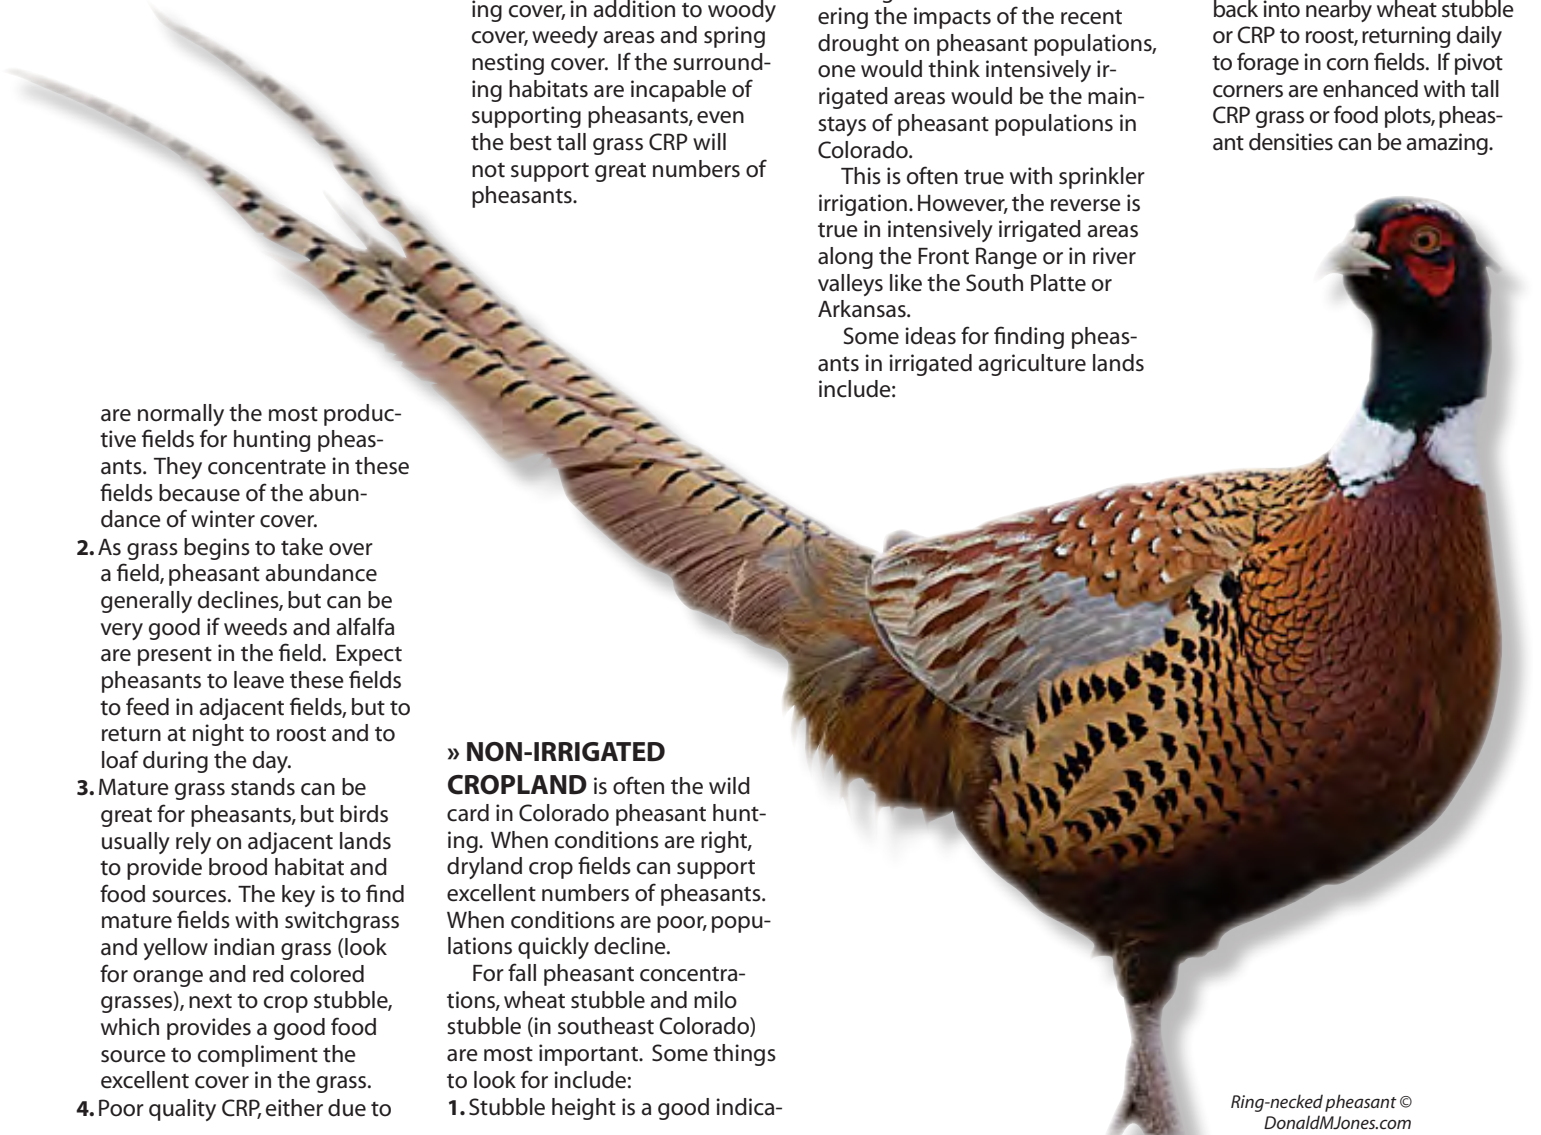 are normally the most produc-
tive fields for hunting pheas-
ants. They concentrate in these
fields because of the abun-
dance of winter cover.
2. As grass begins to take over
a field, pheasant abundance
generally declines, but can be
very good if weeds and alfalfa
are present in the field. Expect
pheasants to leave these fields
to feed in adjacent fields, but to
return at night to roost and to
loaf during the day.
3. Mature grass stands can be
great for pheasants, but birds
usually rely on adjacent lands
to provide brood habitat and
food sources. The key is to find
mature fields with switchgrass
and yellow indian grass (look
for orange and red colored
grasses), next to crop stubble,
which provides a good food
source to compliment the
excellent cover in the grass.
4. Poor quality CRP, either due to
ing cover, in addition to woody
cover, weedy areas and spring
nesting cover. If the surround-
ing habitats are incapable of
supporting pheasants, even
the best tall grass CRP will
not support great numbers of
pheasants.
» NON-IRRIGATED
CROPLAND is often the wild
card in Colorado pheasant hunt-
ing. When conditions are right,
dryland crop fields can support
excellent numbers of pheasants.
When conditions are poor, popu-
lations quickly decline.
For fall pheasant concentra-
tions, wheat stubble and milo
stubble (in southeast Colorado)
are most important. Some things
to look for include:
1. Stubble height is a good indica-
ering the impacts of the recent
drought on pheasant populations,
one would think intensively ir-
rigated areas would be the main-
stays of pheasant populations in
Colorado.
This is often true with sprinkler
irrigation. However, the reverse is
true in intensively irrigated areas
along the Front Range or in river
valleys like the South Platte or
Arkansas.
Some ideas for finding pheas-
ants in irrigated agriculture lands
include:
back into nearby wheat stubble
or CRP to roost, returning daily
to forage in corn fields. If pivot
corners are enhanced with tall
CRP grass or food plots, pheas-
ant densities can be amazing.
Ring-necked pheasant ©
DonaldMJones.com